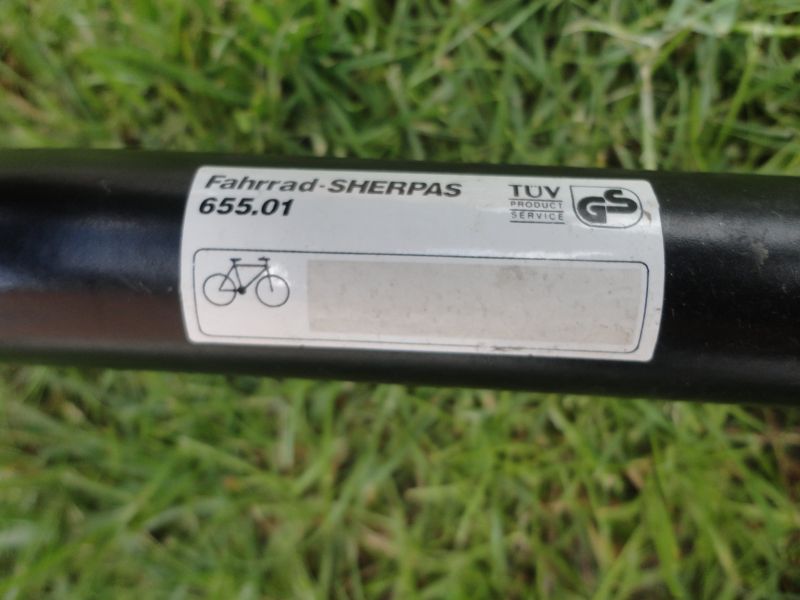 Fahrrad-SHERPAS
655.01
TÜV
PRODUCT
SERVICE
GS